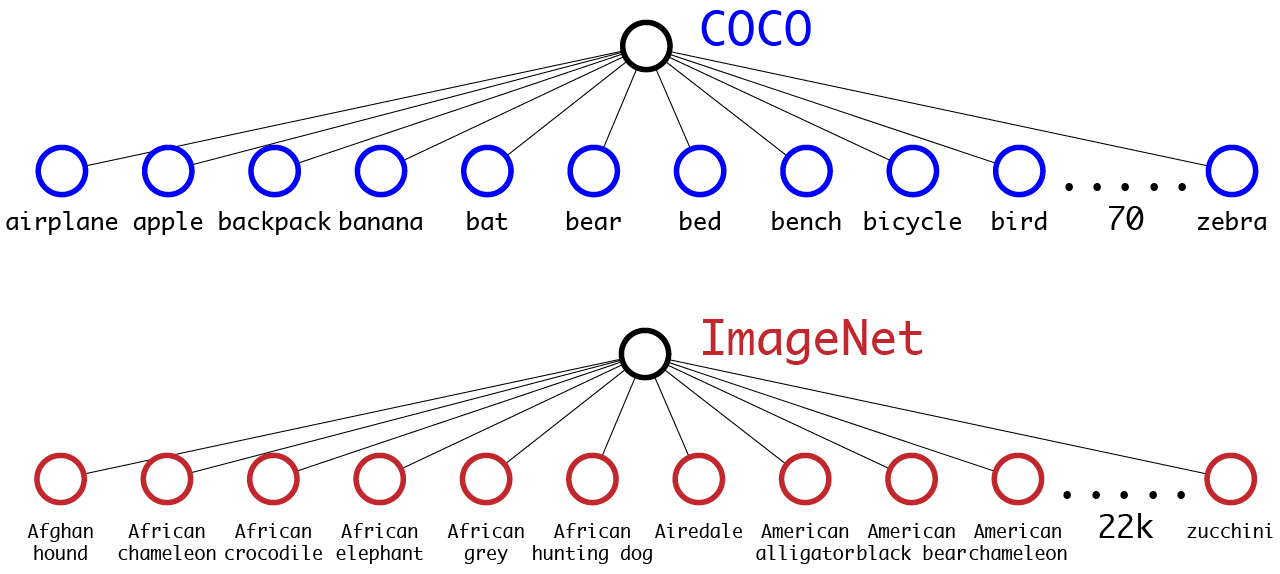 COCO
airplane apple backpack banana bat bear bed bench bicycle bird ..... 70 zebra
ImageNet
Afghan hound
African chameleon
African crocodile
African elephant
African grey
African hunting dog
Airedale
American alligator
American black bear
American chameleon
..... 22k
zucchini